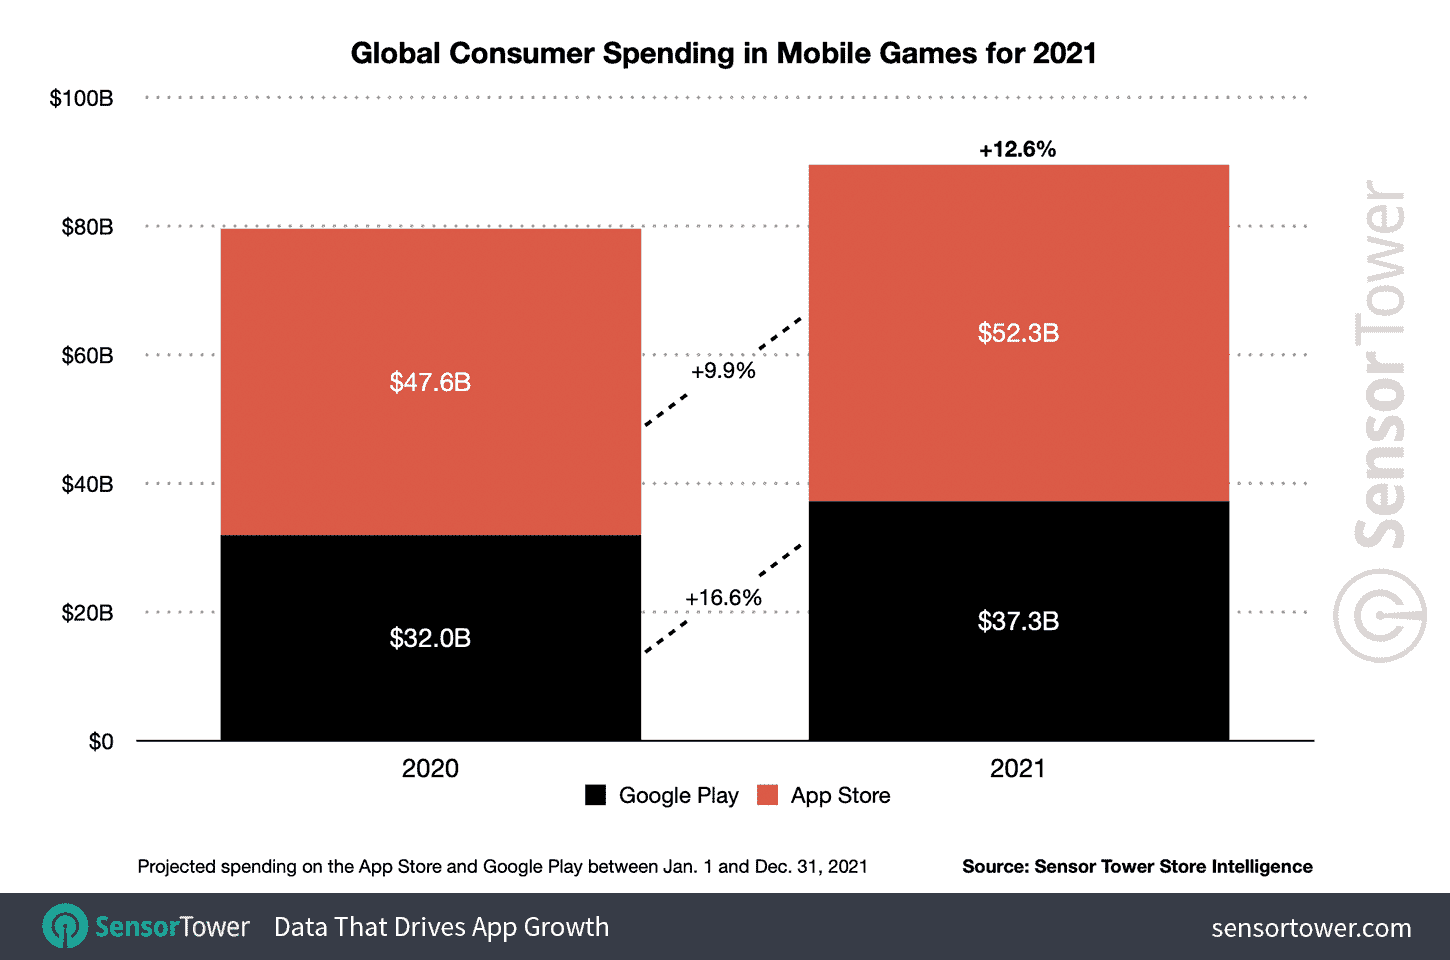 Global Consumer Spending in Mobile Games for 2021
$100B
+12.6%
$80B
$60B
$40B
$20B
$0
$47.6B
$52.3B
+9.9%
$32.0B
$37.3B
+16.6%
2020
2021
Google Play
App Store
Projected spending on the App Store and Google Play between Jan. 1 and Dec. 31, 2021
Source: Sensor Tower Store Intelligence
SensorTower
SensorTower
Data That Drives App Growth
sensortower.com